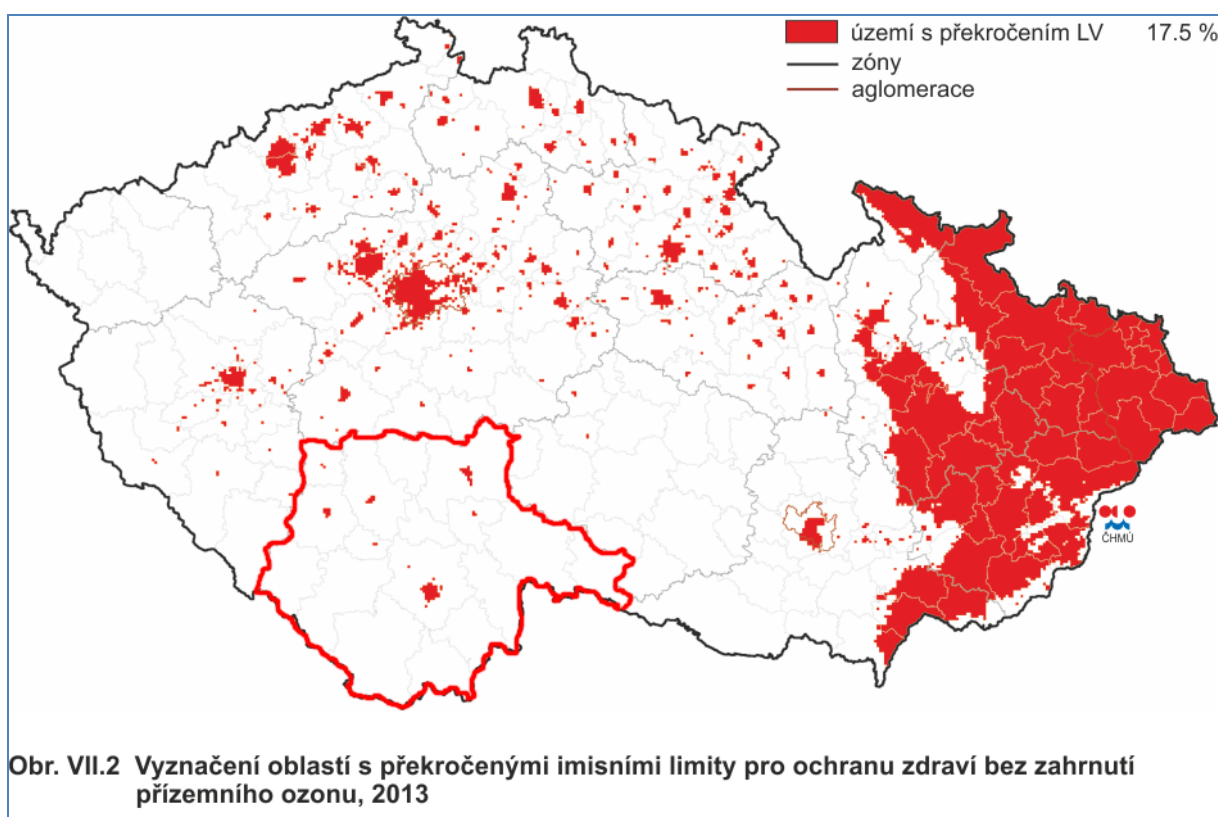 území s překročením LV 17.5 %
zóny
aglomerace
ČHMÚ
Obr. VII.2 Vyznačení oblastí s překročenými imisními limity pro ochranu zdraví bez zahrnutí
přízemního ozonu, 2013